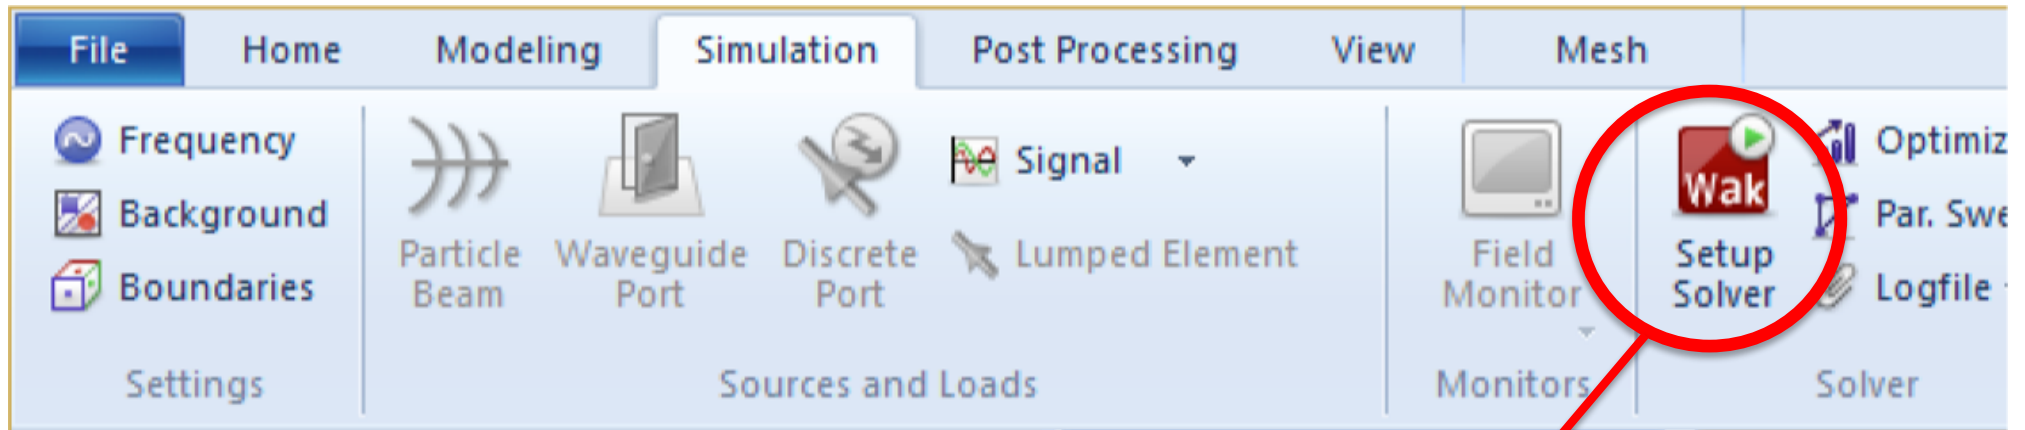 File Home Modeling Simulation Post Processing View Mesh
Frequency
Background
Boundaries
Settings
Particle
Beam
Waveguide
Port
Discrete
Port
Signal
Lumped Element
Sources and Loads
Field
Monitor
Monitors
Wak
Setup
Solver
Optimiz
Par. Swe
Logfile
Solver